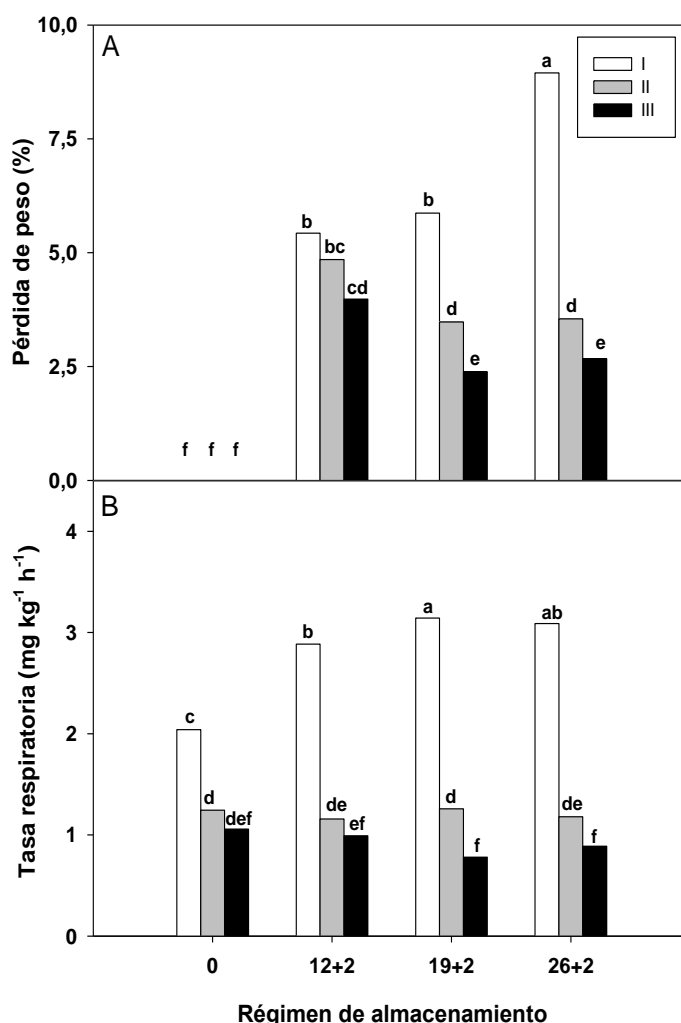 A
10,0
I
II
III
a
7,5
Pérdida de peso (%)
b
b
bc
5,0
cd
d
d
e
e
2,5
f f f
0,0
B
4
Tasa respiratoria (mg kg⁻¹ h⁻¹)
a
ab
b
3
c
2
d
de
d
de
def
ef
f
f
1
0
0 12+2 19+2 26+2
Régimen de almacenamiento